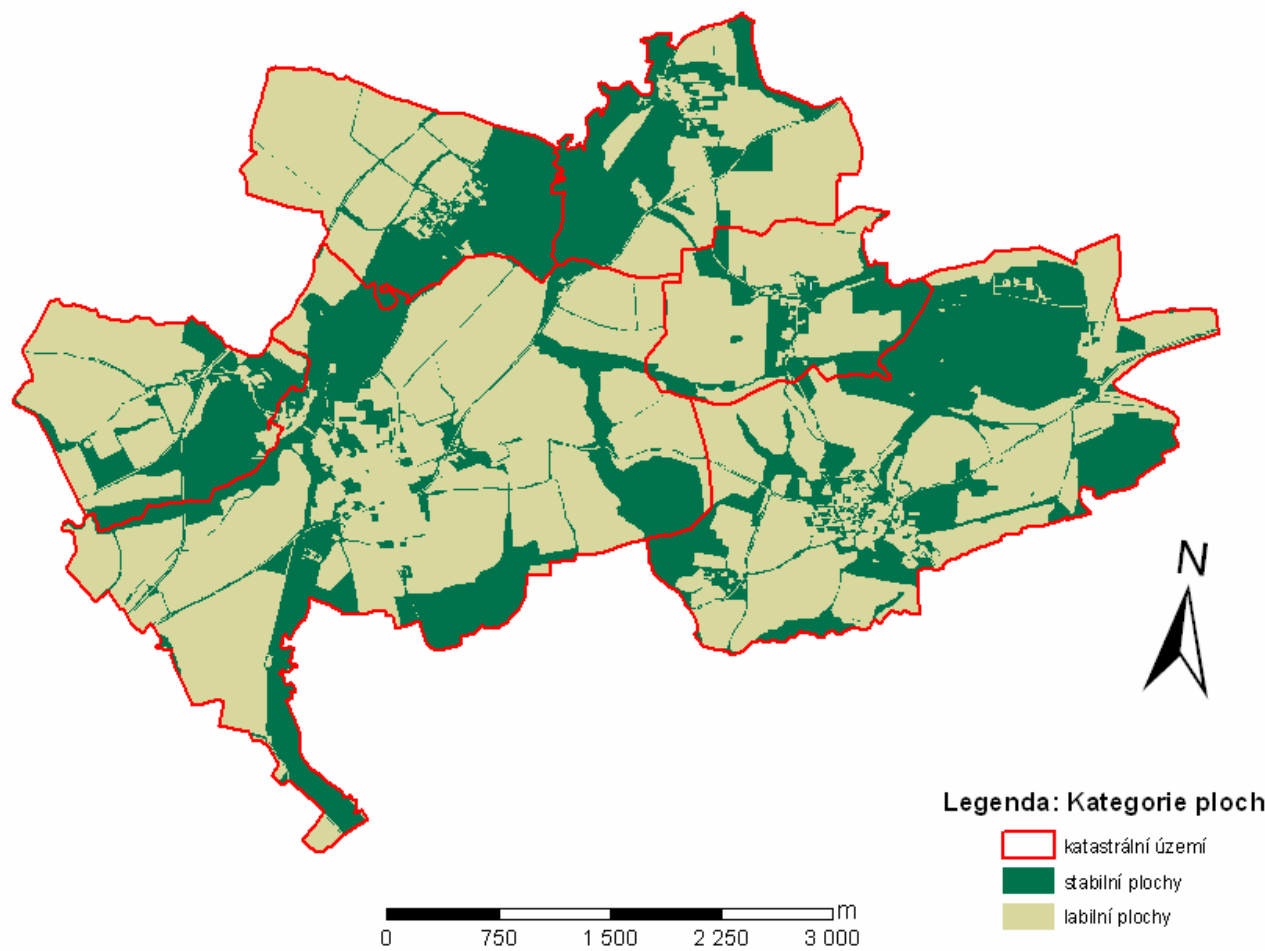 N
Legenda: Kategorie ploch
katastrální území
stabilní plochy
labilní plochy
m
0 750 1 500 2 250 3 000